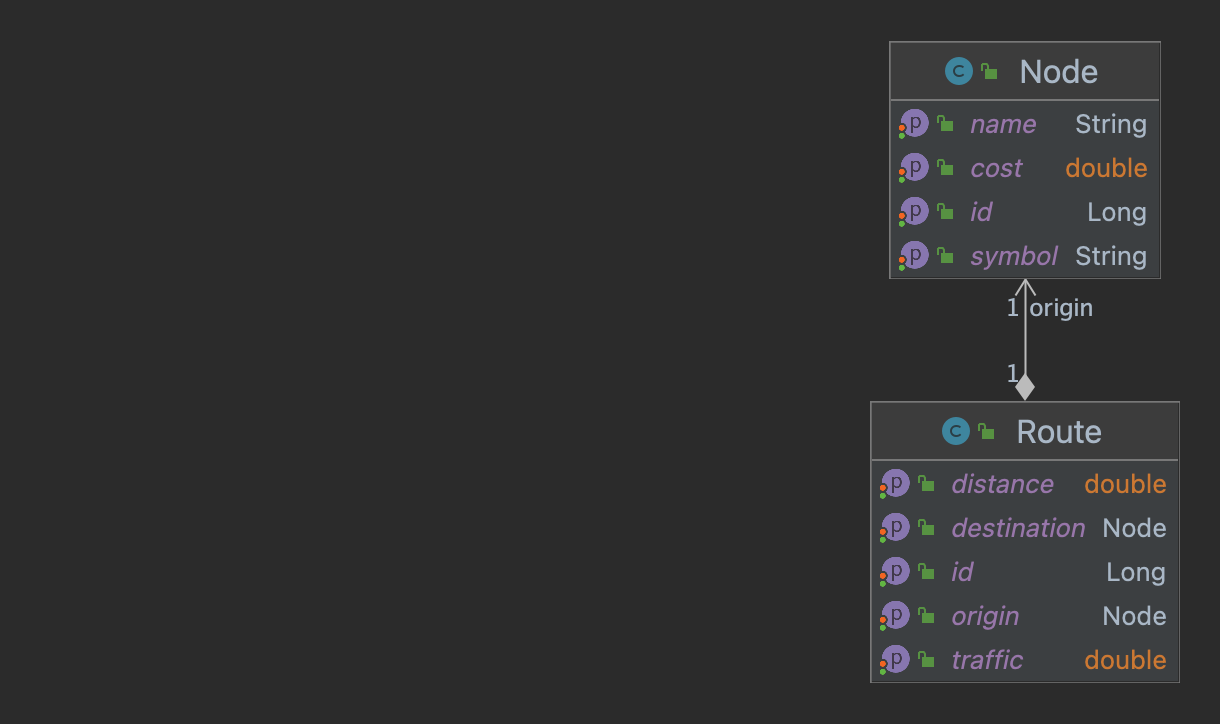 C Node
p name String
p cost double
p id Long
p symbol String
1 origin
1
C Route
p distance double
p destination Node
p id Long
p origin Node
p traffic double